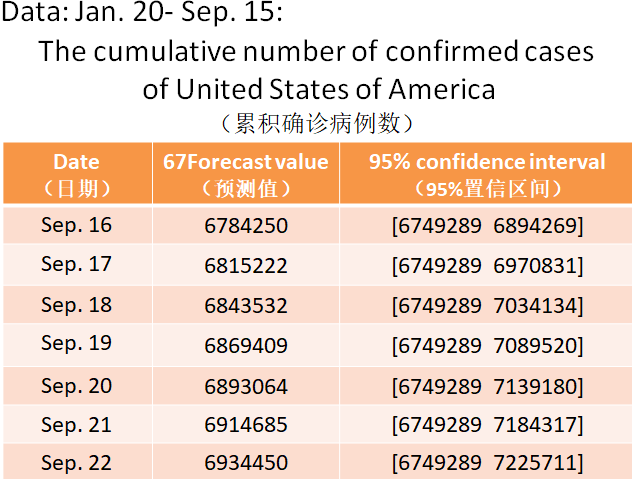 Data: Jan. 20- Sep. 15:
The cumulative number of confirmed cases
of United States of America
（累积确诊病例数）
Date 67Forecast value 95% confidence interval
（日期） （预测值） （95%置信区间）
Sep. 16 6784250 [6749289 6894269]
Sep. 17 6815222 [6749289 6970831]
Sep. 18 6843532 [6749289 7034134]
Sep. 19 6869409 [6749289 7089520]
Sep. 20 6893064 [6749289 7139180]
Sep. 21 6914685 [6749289 7184317]
Sep. 22 6934450 [6749289 7225711]